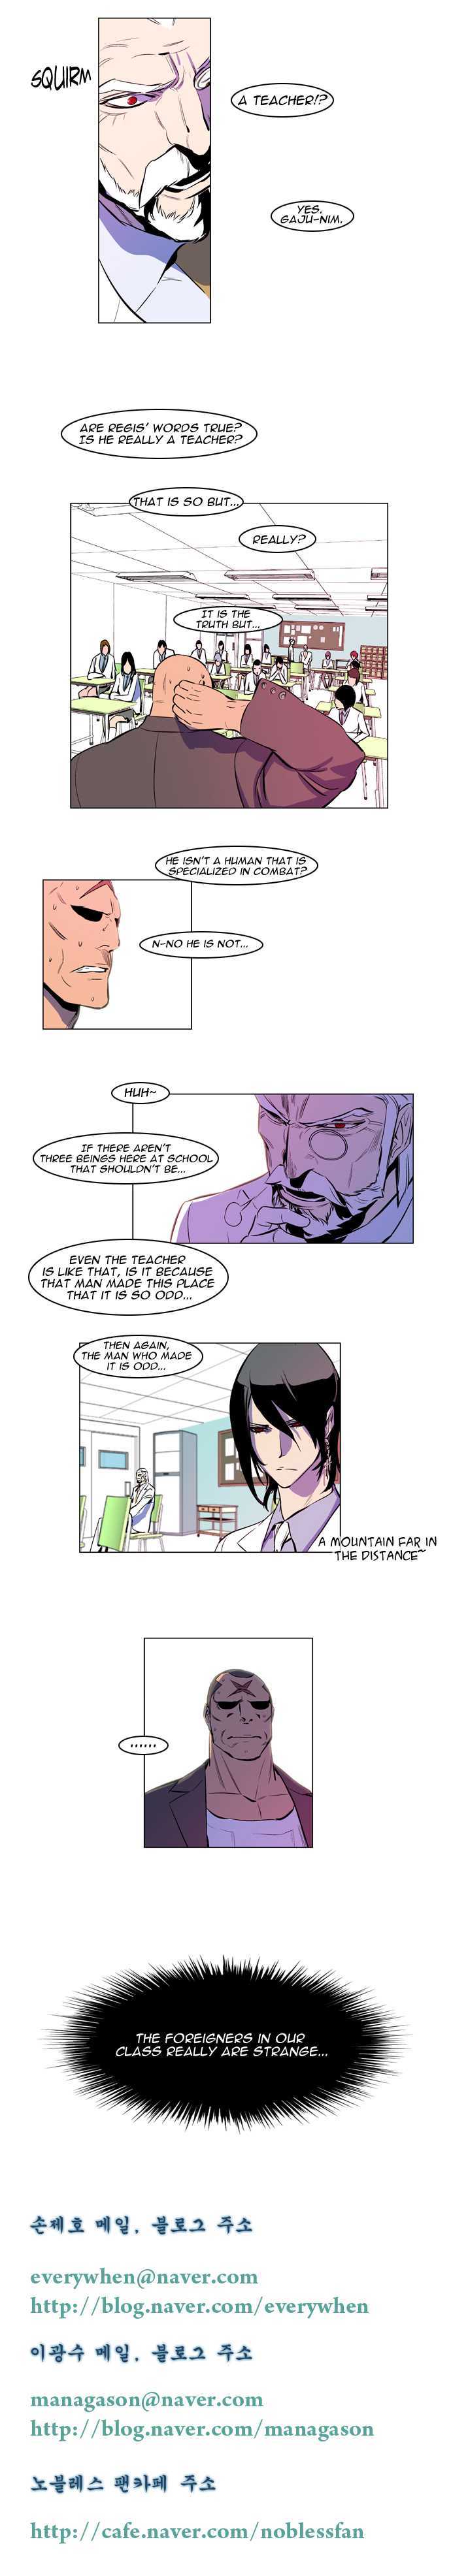 SQUIRM
A TEACHER!?
YES,
GAJU-NIM.
ARE REGIS' WORDS TRUE?
IS HE REALLY A TEACHER?
THAT IS SO BUT...
REALLY?
IT IS THE
TRUTH BUT...
HE ISN'T A HUMAN THAT IS
SPECIALIZED IN COMBAT?
N-NO HE IS NOT...
HUH~
IF THERE AREN'T
THREE BEINGS HERE AT SCHOOL
THAT SHOULDN'T BE...
EVEN THE TEACHER
IS LIKE THAT, IS IT BECAUSE
THAT MAN MADE THIS PLACE
THAT IT IS SO ODD...
THEN AGAIN,
THE MAN WHO MADE
IT IS ODD...
A MOUNTAIN FAR IN
THE DISTANCE~
......
THE FOREIGNERS IN OUR
CLASS REALLY ARE STRANGE...
손제호 메일, 블로그 주소
everywhen@naver.com
http://blog.naver.com/everywhen
이광수 메일, 블로그 주소
managason@naver.com
http://blog.naver.com/managason
노블레스 팬카페 주소
http://cafe.naver.com/noblessfan